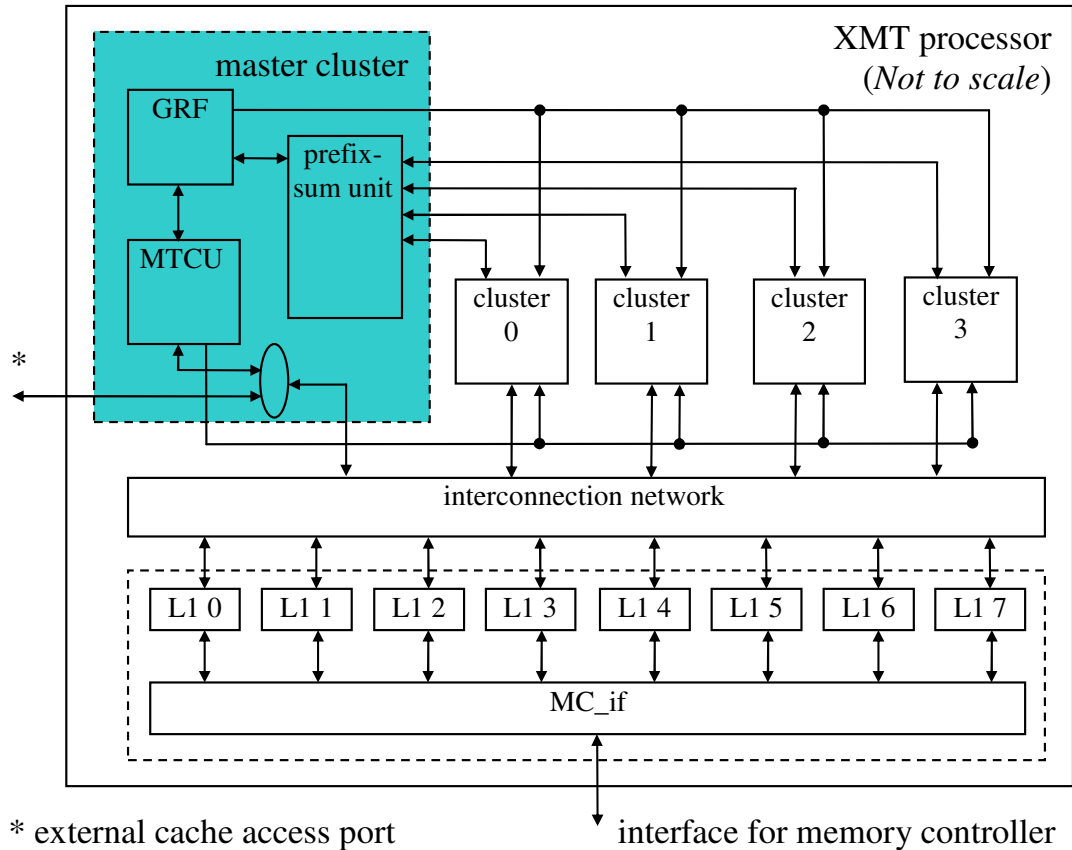 XMT processor
(Not to scale)
master cluster
GRF
prefix-
sum unit
MTCU
cluster
0
cluster
1
cluster
2
cluster
3
*
interconnection network
L1 0
L1 1
L1 2
L1 3
L1 4
L1 5
L1 6
L1 7
MC_if
* external cache access port
interface for memory controller